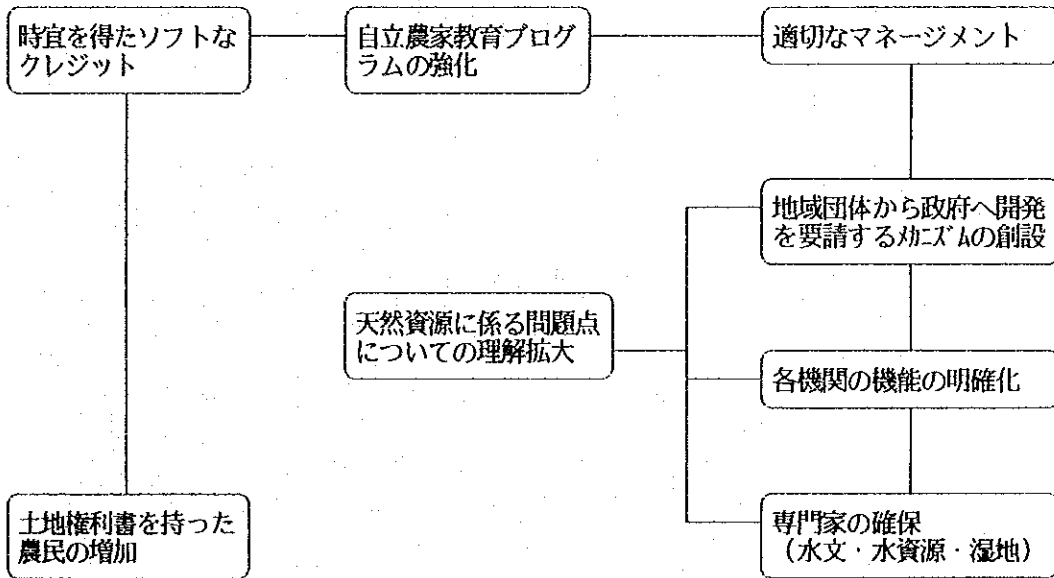 時宜を得たソフトな
クレジット
自立農家教育プログ
ラムの強化
適切なマネージメント
地域団体から政府へ開発
を要請するﾒｶﾆｽﾞﾑの創設
天然資源に係る問題点
についての理解拡大
各機関の機能の明確化
土地権利書を持った
農民の増加
専門家の確保
（水文・水資源・湿地）